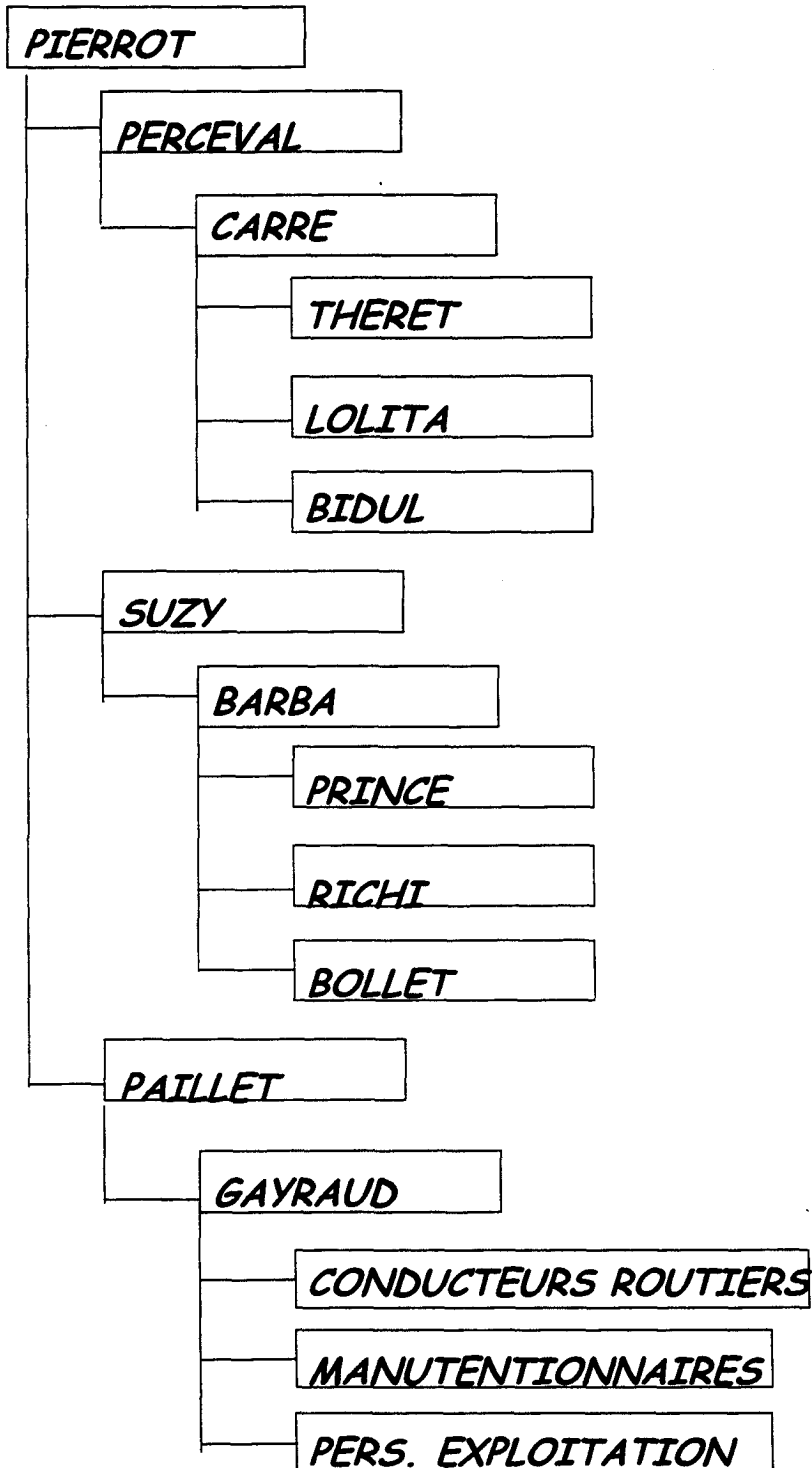 PIERROT
PERCEVAL
CARRE
THERET
LOLITA
BIDUL
SUZY
BARBA
PRINCE
RICHI
BOLLET
PAILLET
GAYRAUD
CONDUCTEURS ROUTIERS
MANUTENTIONNAIRES
PERS. EXPLOITATION